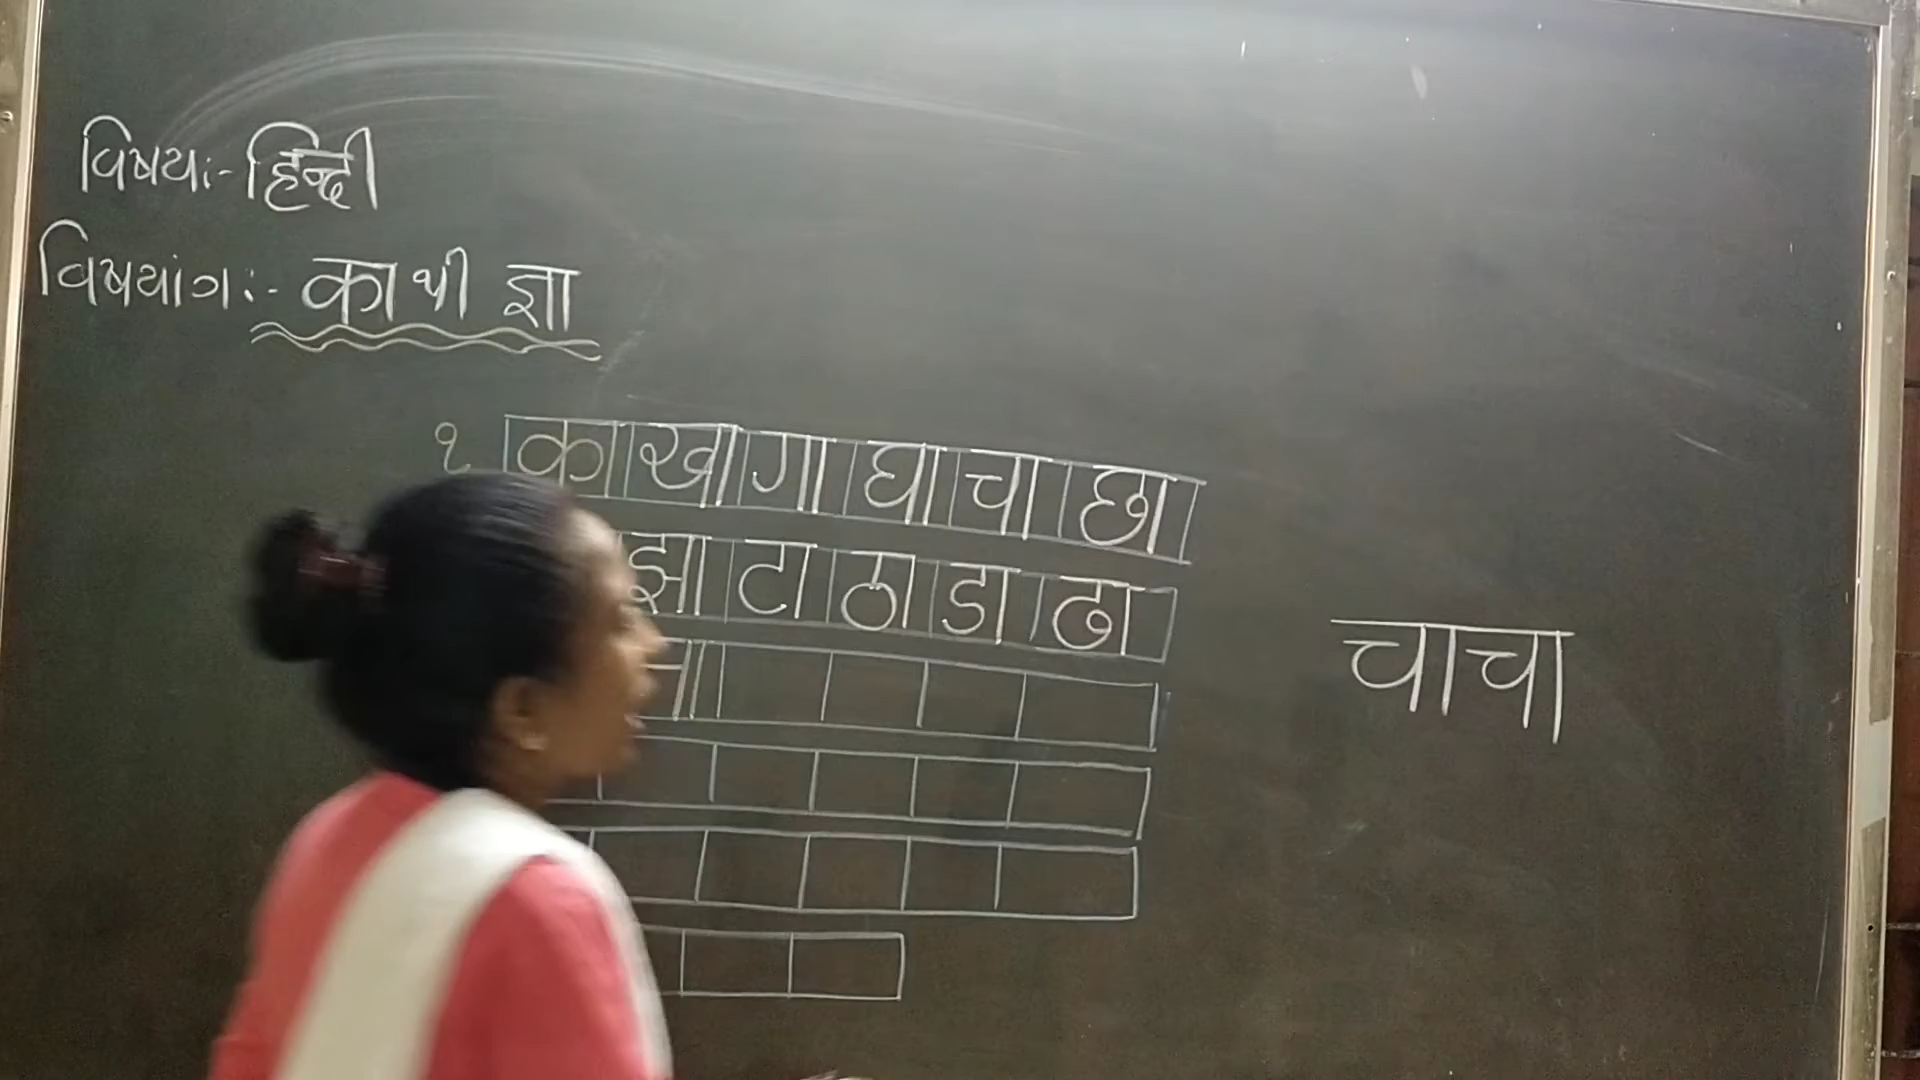 विषय:- हिन्दी
विषयांग:- का थी ज्ञा
१ का खा गा घा चा छा
झा टा ठा डा ढा
चाचा